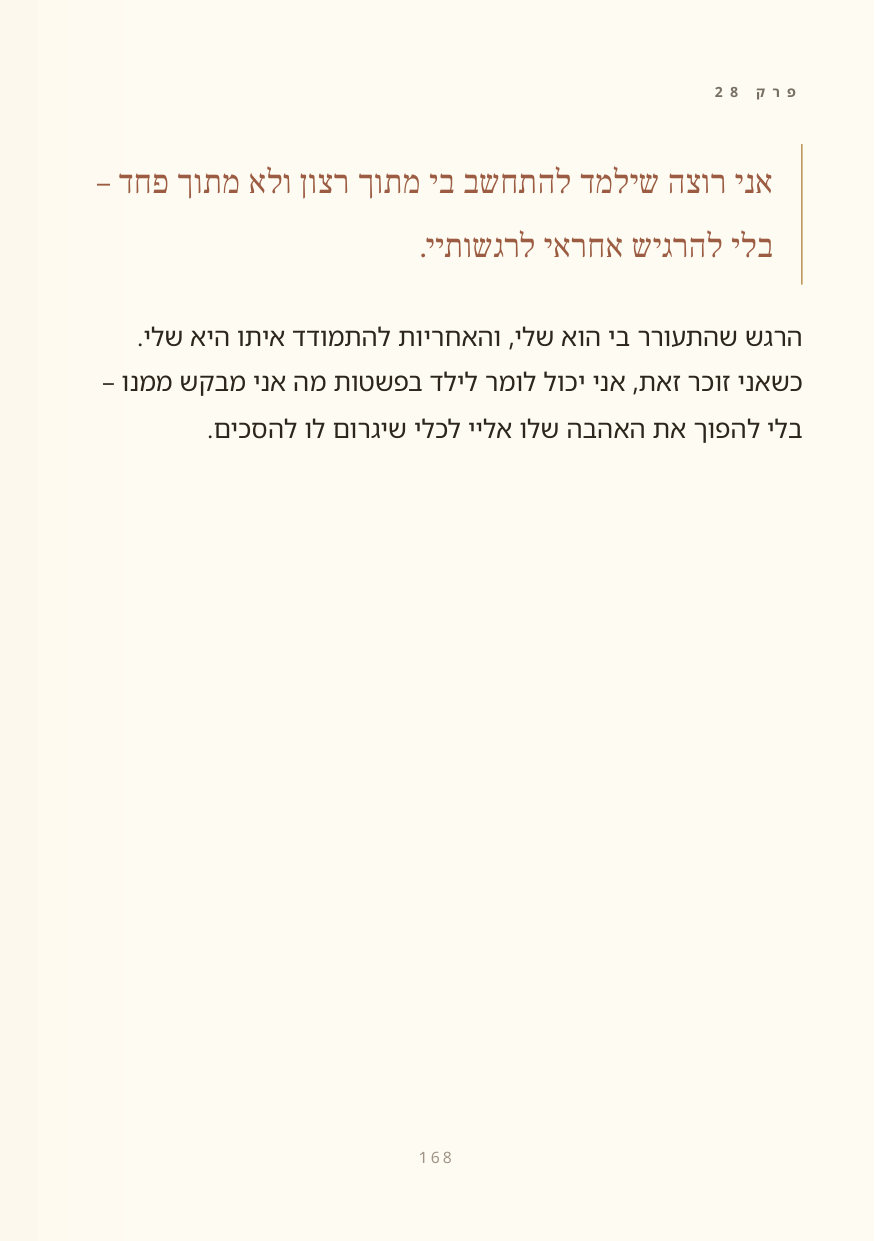 פרק 28
אני רוצה שילמד להתחשב בי מתוך רצון ולא מתוך פחד –
בלי להרגיש אחראי לרגשותיי.
הרגש שהתעורר בי הוא שלי, והאחריות להתמודד איתו היא שלי.
כשאני זוכר זאת, אני יכול לומר לילד בפשטות מה אני מבקש ממנו –
בלי להפוך את האהבה שלו אליי לכלי שיגרום לו להסכים.
168